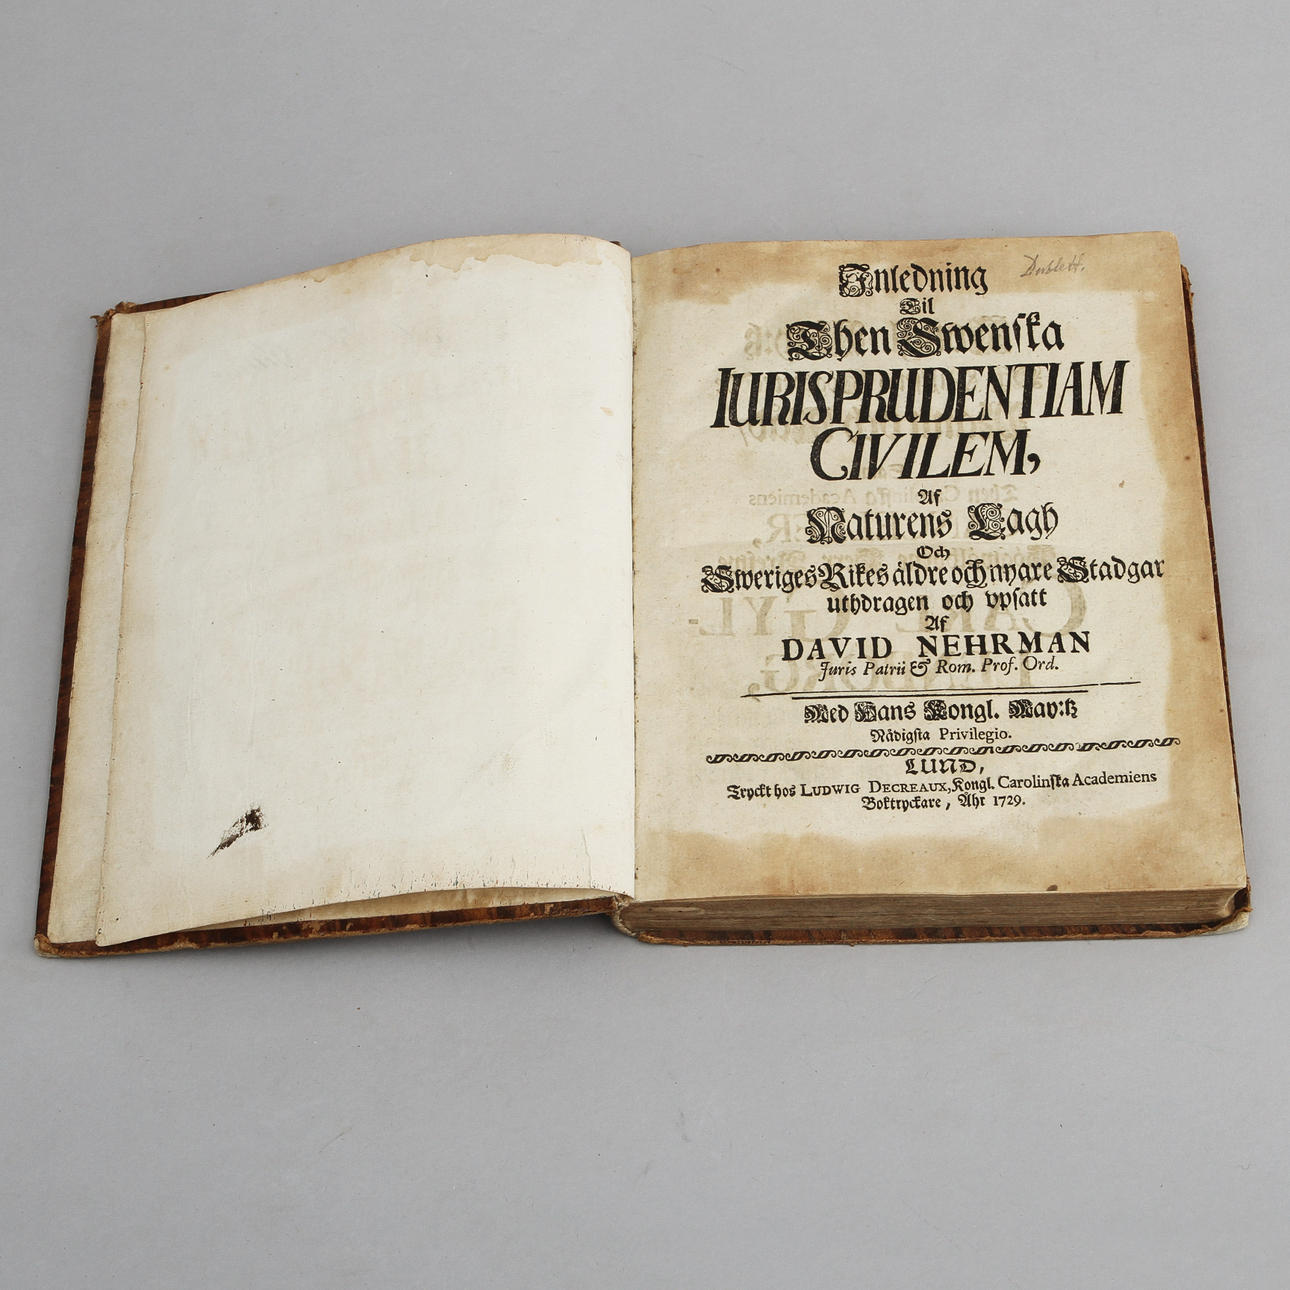 Dublett.
Inledning
Til
Then Swenska
IURISPRUDENTIAM
CIVILEM,
Af
Naturens Lagh
Och
Sweriges Rikes äldre och nyare Stadgar
uthdragen och vpsatt
Af
DAVID NEHRMAN
Juris Patrii & Rom. Prof. Ord.
Med Hans Kongl. May:tz
Nådigsta Privilegio.
LUND,
Tryckt hos LUDWIG DECREAUX, Kongl. Carolinska Academiens
Boktryckare, Åhr 1729.